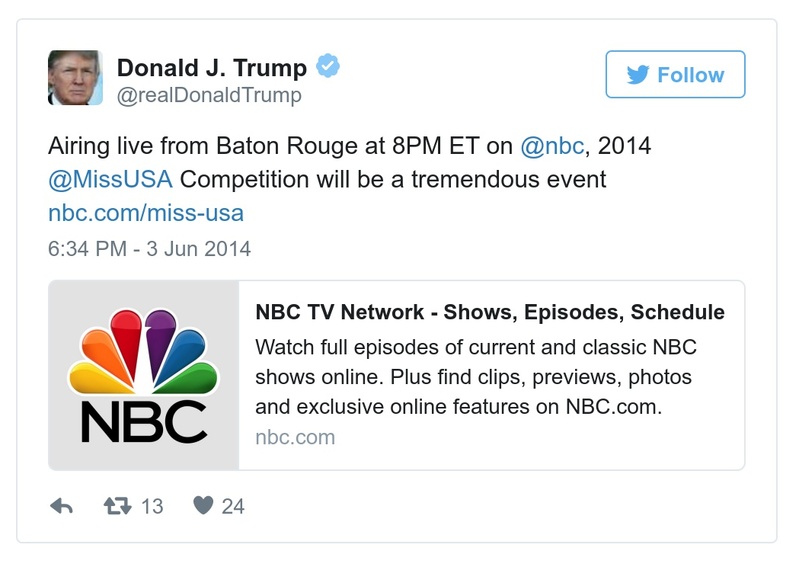 Donald J. Trump
@realDonaldTrump
Follow
Airing live from Baton Rouge at 8PM ET on @nbc, 2014
@MissUSA Competition will be a tremendous event
nbc.com/miss-usa
6:34 PM - 3 Jun 2014
NBC
NBC TV Network - Shows, Episodes, Schedule
Watch full episodes of current and classic NBC
shows online. Plus find clips, previews, photos
and exclusive online features on NBC.com.
nbc.com
13 24